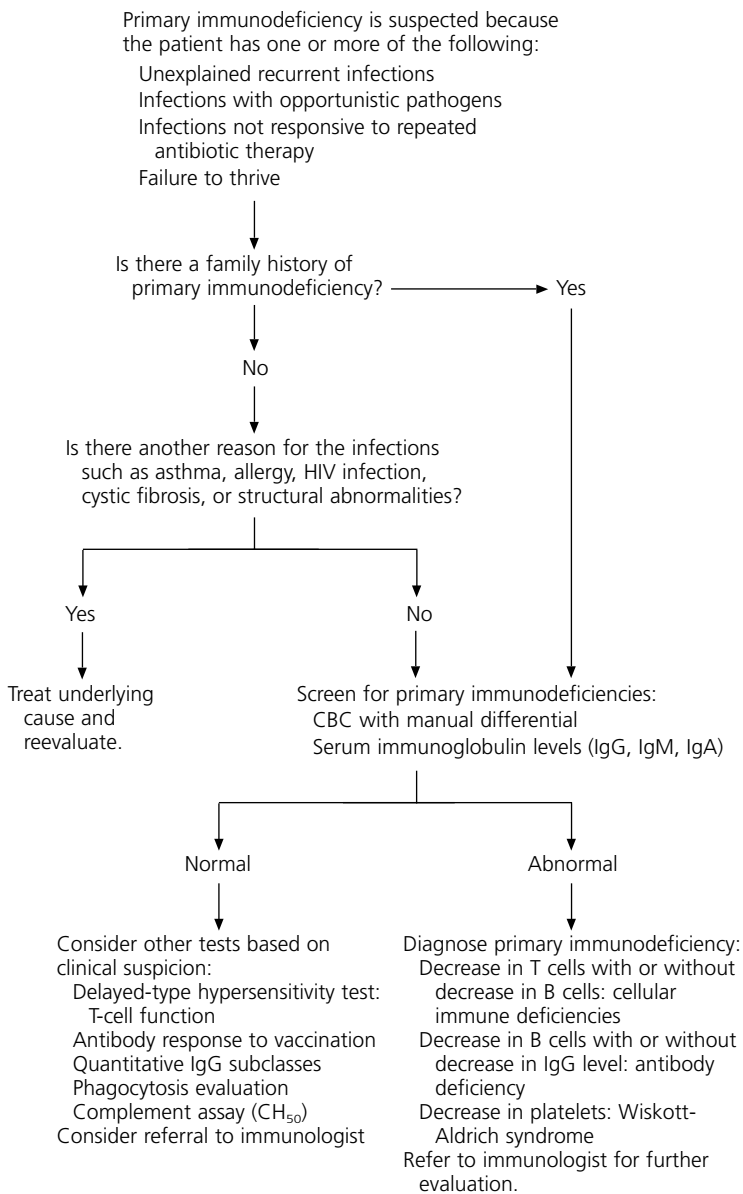 Primary immunodeficiency is suspected because
the patient has one or more of the following:
Unexplained recurrent infections
Infections with opportunistic pathogens
Infections not responsive to repeated
antibiotic therapy
Failure to thrive
Is there a family history of
primary immunodeficiency?
Yes
No
Is there another reason for the infections
such as asthma, allergy, HIV infection,
cystic fibrosis, or structural abnormalities?
Yes
No
Treat underlying
cause and
reevaluate.
Screen for primary immunodeficiencies:
CBC with manual differential
Serum immunoglobulin levels (IgG, IgM, IgA)
Normal
Abnormal
Consider other tests based on
clinical suspicion:
Delayed-type hypersensitivity test:
T-cell function
Antibody response to vaccination
Quantitative IgG subclasses
Phagocytosis evaluation
Complement assay (CH₅₀)
Consider referral to immunologist
Diagnose primary immunodeficiency:
Decrease in T cells with or without
decrease in B cells: cellular
immune deficiencies
Decrease in B cells with or without
decrease in IgG level: antibody
deficiency
Decrease in platelets: Wiskott-
Aldrich syndrome
Refer to immunologist for further
evaluation.